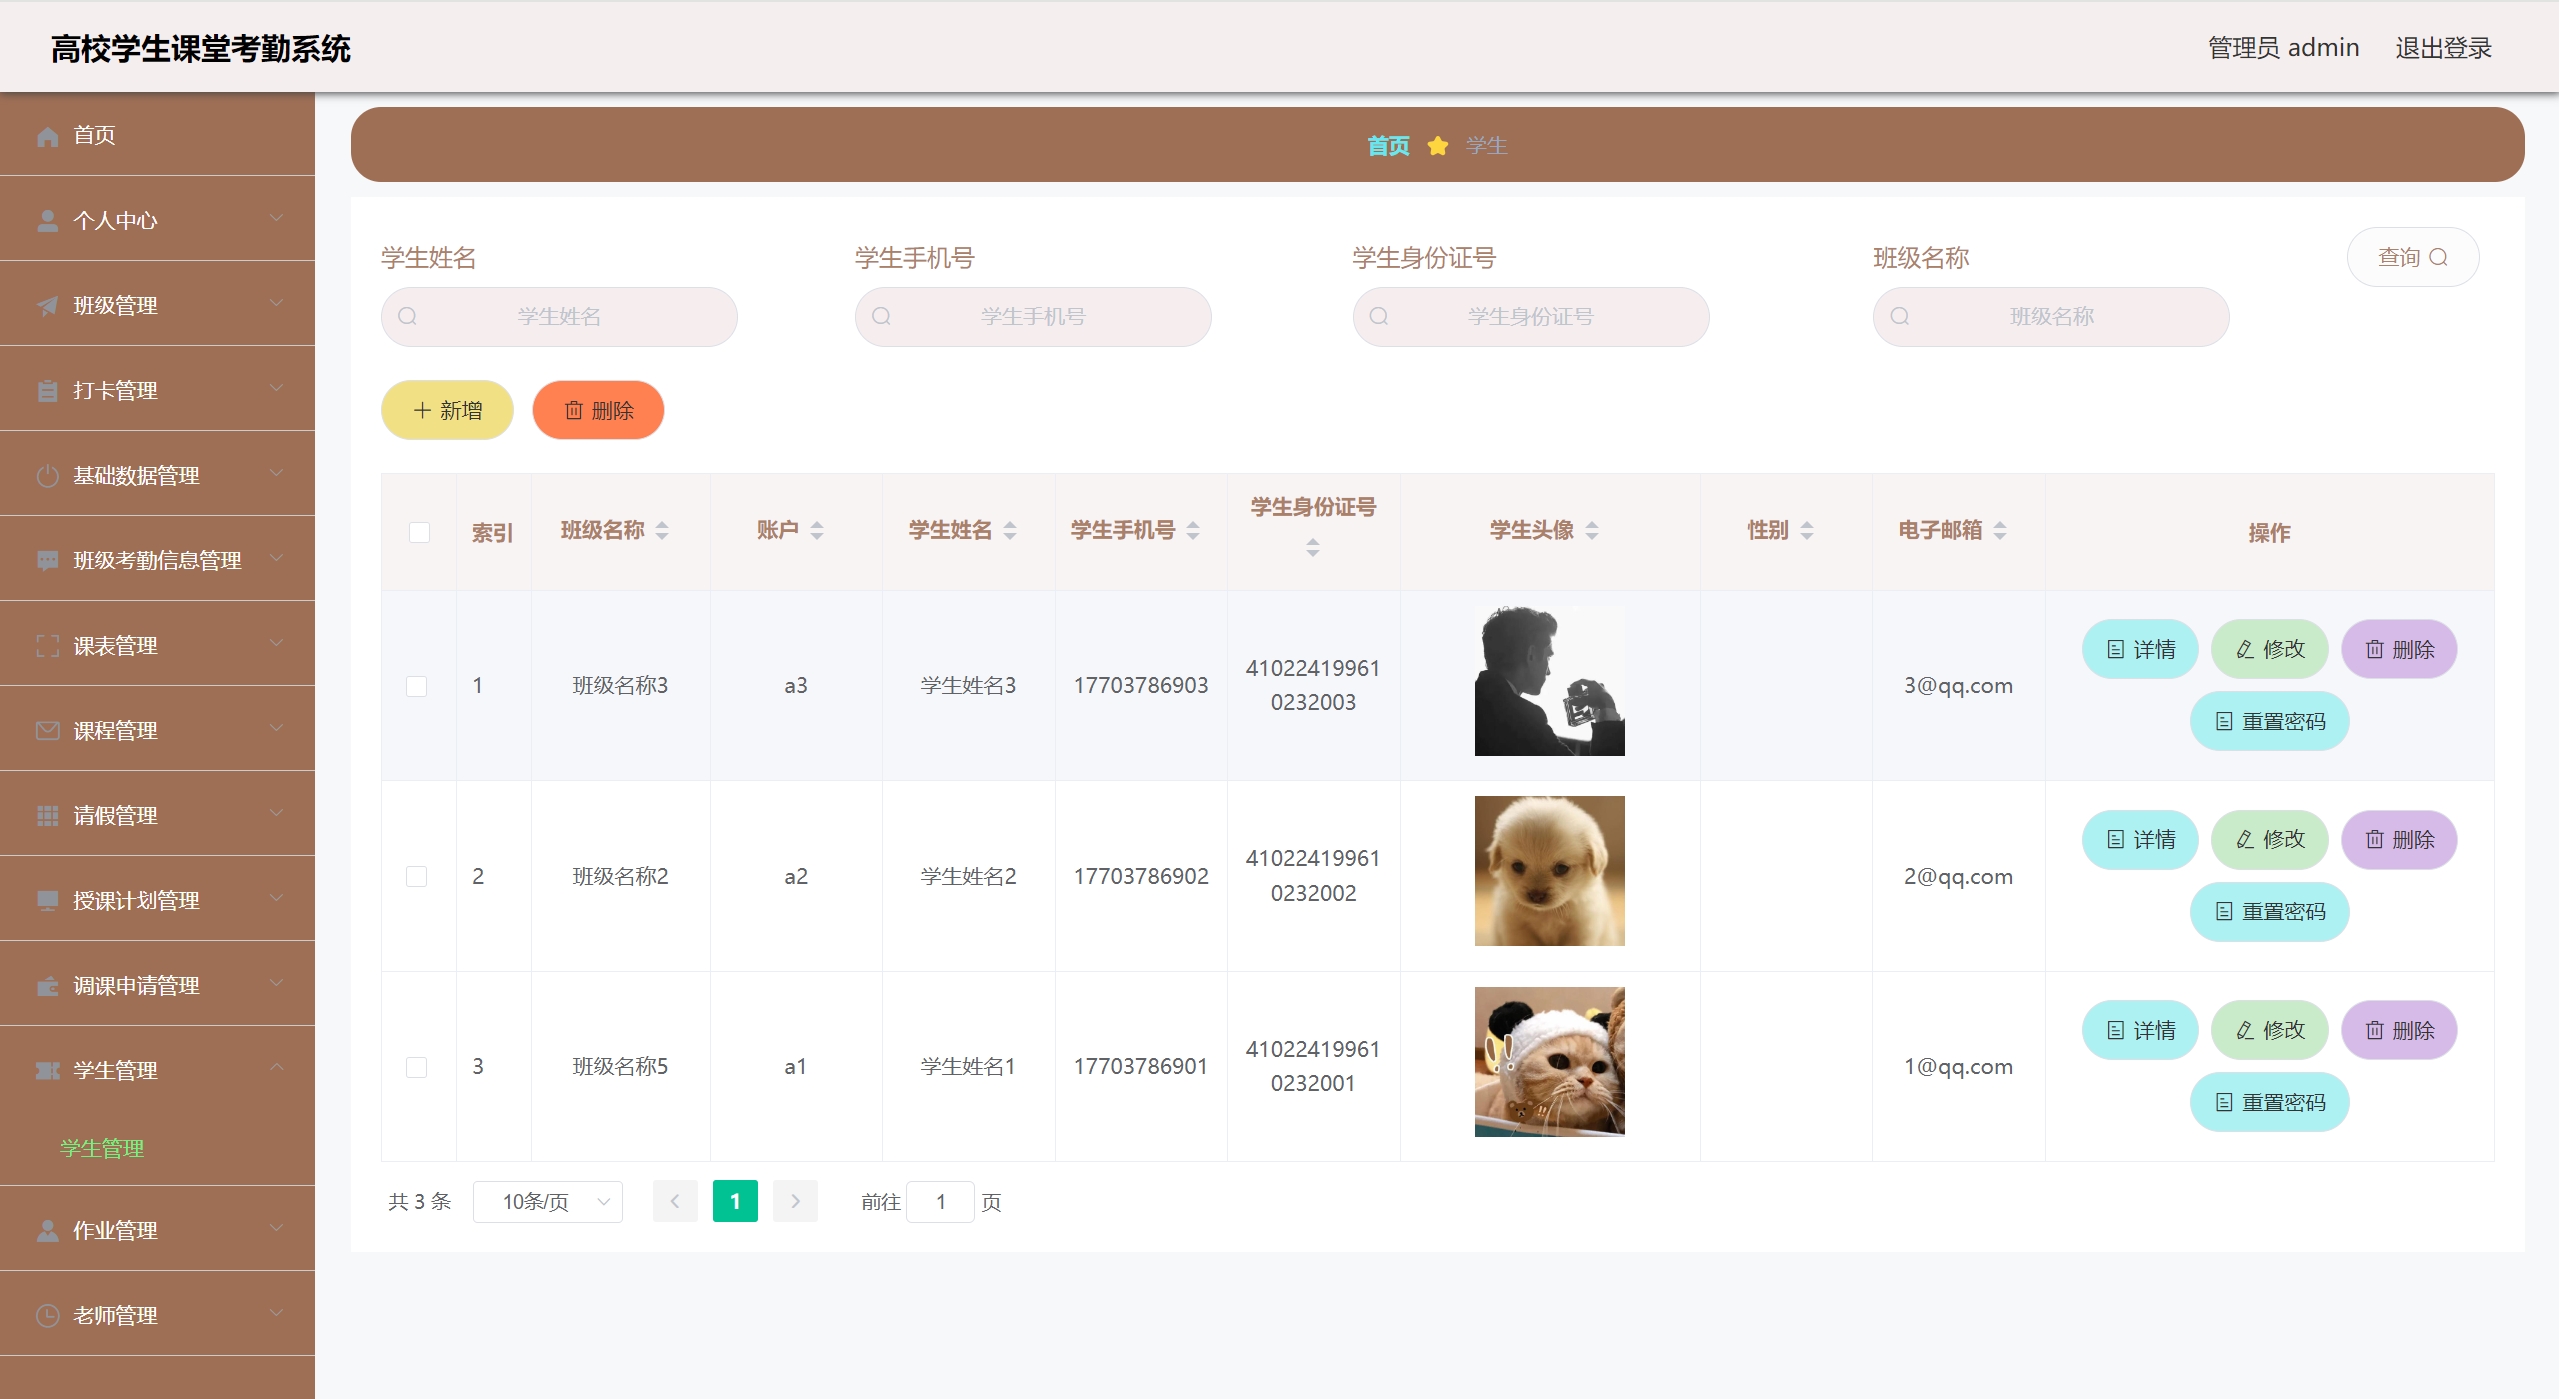 高校学生课堂考勤系统
管理员 admin 退出登录
首页
个人中心
班级管理
打卡管理
基础数据管理
班级考勤信息管理
课表管理
课程管理
请假管理
授课计划管理
调课申请管理
学生管理
学生管理
作业管理
老师管理
首页 学生
学生姓名 学生手机号 学生身份证号 班级名称 查询
学生姓名 学生手机号 学生身份证号 班级名称
新增 删除
索引 班级名称 账户 学生姓名 学生手机号 学生身份证号 学生头像 性别 电子邮箱 操作
1 班级名称3 a3 学生姓名3 17703786903 41022419961 3@qq.com 详情 修改 删除
0232003 重置密码
2 班级名称2 a2 学生姓名2 17703786902 41022419961 2@qq.com 详情 修改 删除
0232002 重置密码
3 班级名称5 a1 学生姓名1 17703786901 41022419961 1@qq.com 详情 修改 删除
0232001 重置密码
共 3 条 10条/页 1 前往 1 页